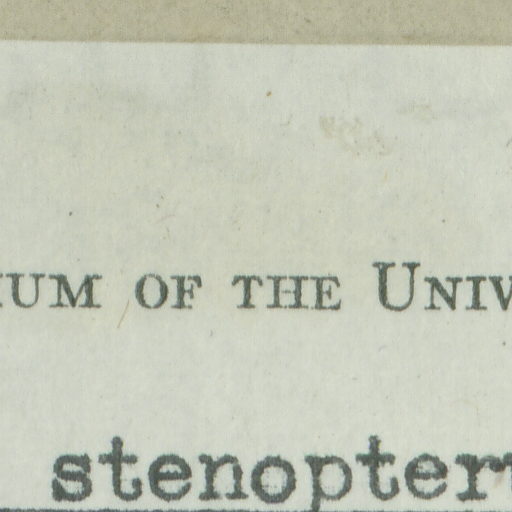 IUM OF THE UNIV
stenopter